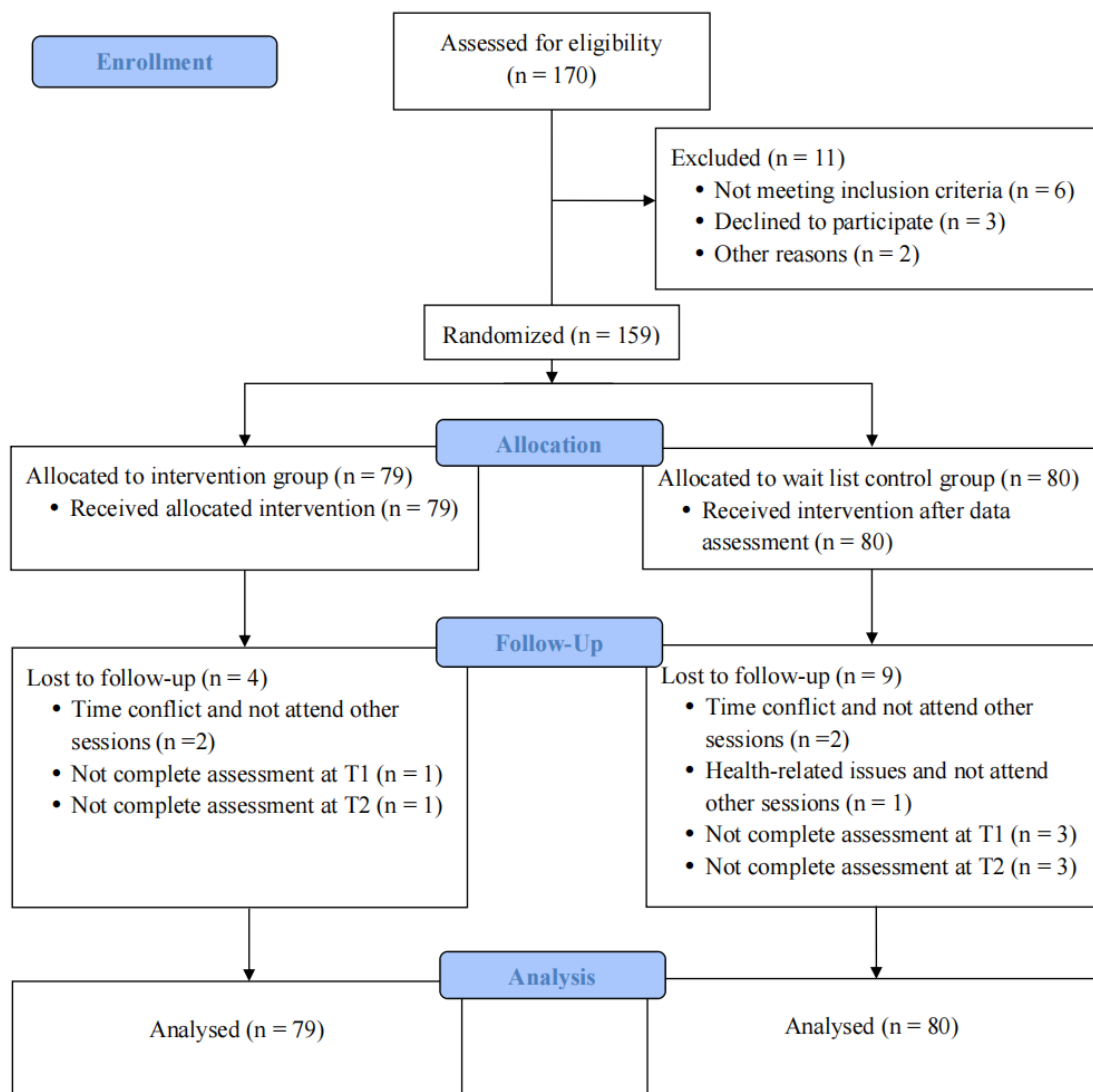 Enrollment
Assessed for eligibility
(n = 170)
Excluded (n = 11)
• Not meeting inclusion criteria (n = 6)
• Declined to participate (n = 3)
• Other reasons (n = 2)
Randomized (n = 159)
Allocation
Allocated to intervention group (n = 79)
• Received allocated intervention (n = 79)
Allocated to wait list control group (n = 80)
• Received intervention after data
assessment (n = 80)
Follow-Up
Lost to follow-up (n = 4)
• Time conflict and not attend other
sessions (n =2)
• Not complete assessment at T1 (n = 1)
• Not complete assessment at T2 (n = 1)
Lost to follow-up (n = 9)
• Time conflict and not attend other
sessions (n =2)
• Health-related issues and not attend
other sessions (n = 1)
• Not complete assessment at T1 (n = 3)
• Not complete assessment at T2 (n = 3)
Analysis
Analysed (n = 79)
Analysed (n = 80)